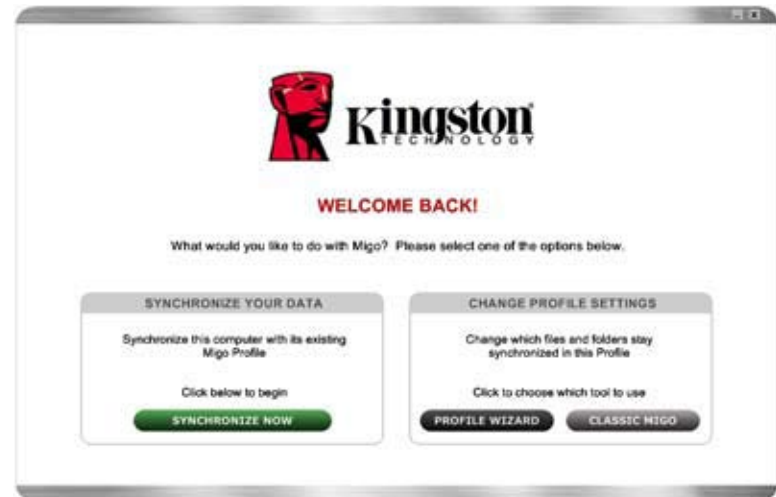 Kingston
TECHNOLOGY
WELCOME BACK!
What would you like to do with Migo? Please select one of the options below.
SYNCHRONIZE YOUR DATA
Synchronize this computer with its existing
Migo Profile
Click below to begin
SYNCHRONIZE NOW
CHANGE PROFILE SETTINGS
Change which files and folders stay
synchronized in this Profile
Click to choose which tool to use
PROFILE WIZARD
CLASSIC MIGO